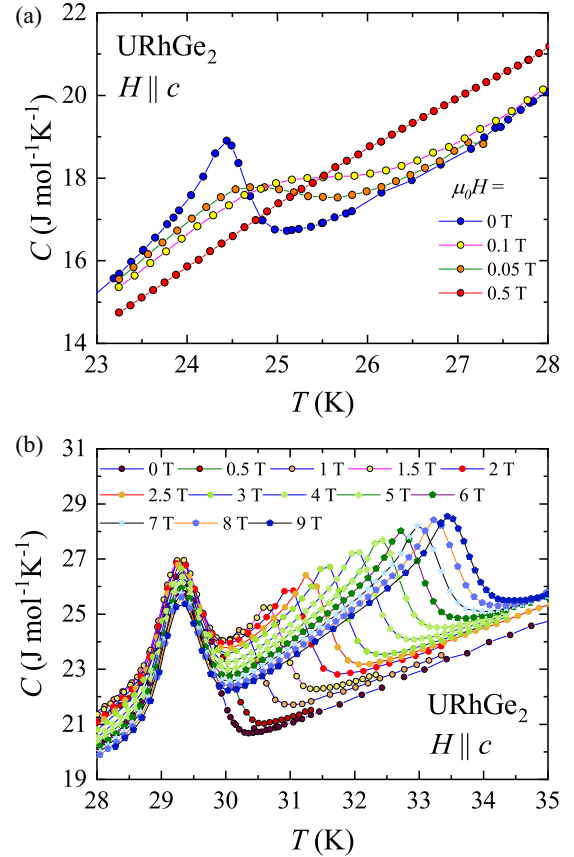 (a)
URhGe2
H || c
22
20
18
16
14
C (J mol-1K-1)
μ0H =
0 T
0.1 T
0.05 T
0.5 T
23 24 25 26 27 28
T (K)
(b)
31
29
27
25
23
21
19
C (J mol-1K-1)
0 T 0.5 T 1 T 1.5 T 2 T
2.5 T 3 T 4 T 5 T 6 T
7 T 8 T 9 T
URhGe2
H || c
28 29 30 31 32 33 34 35
T (K)